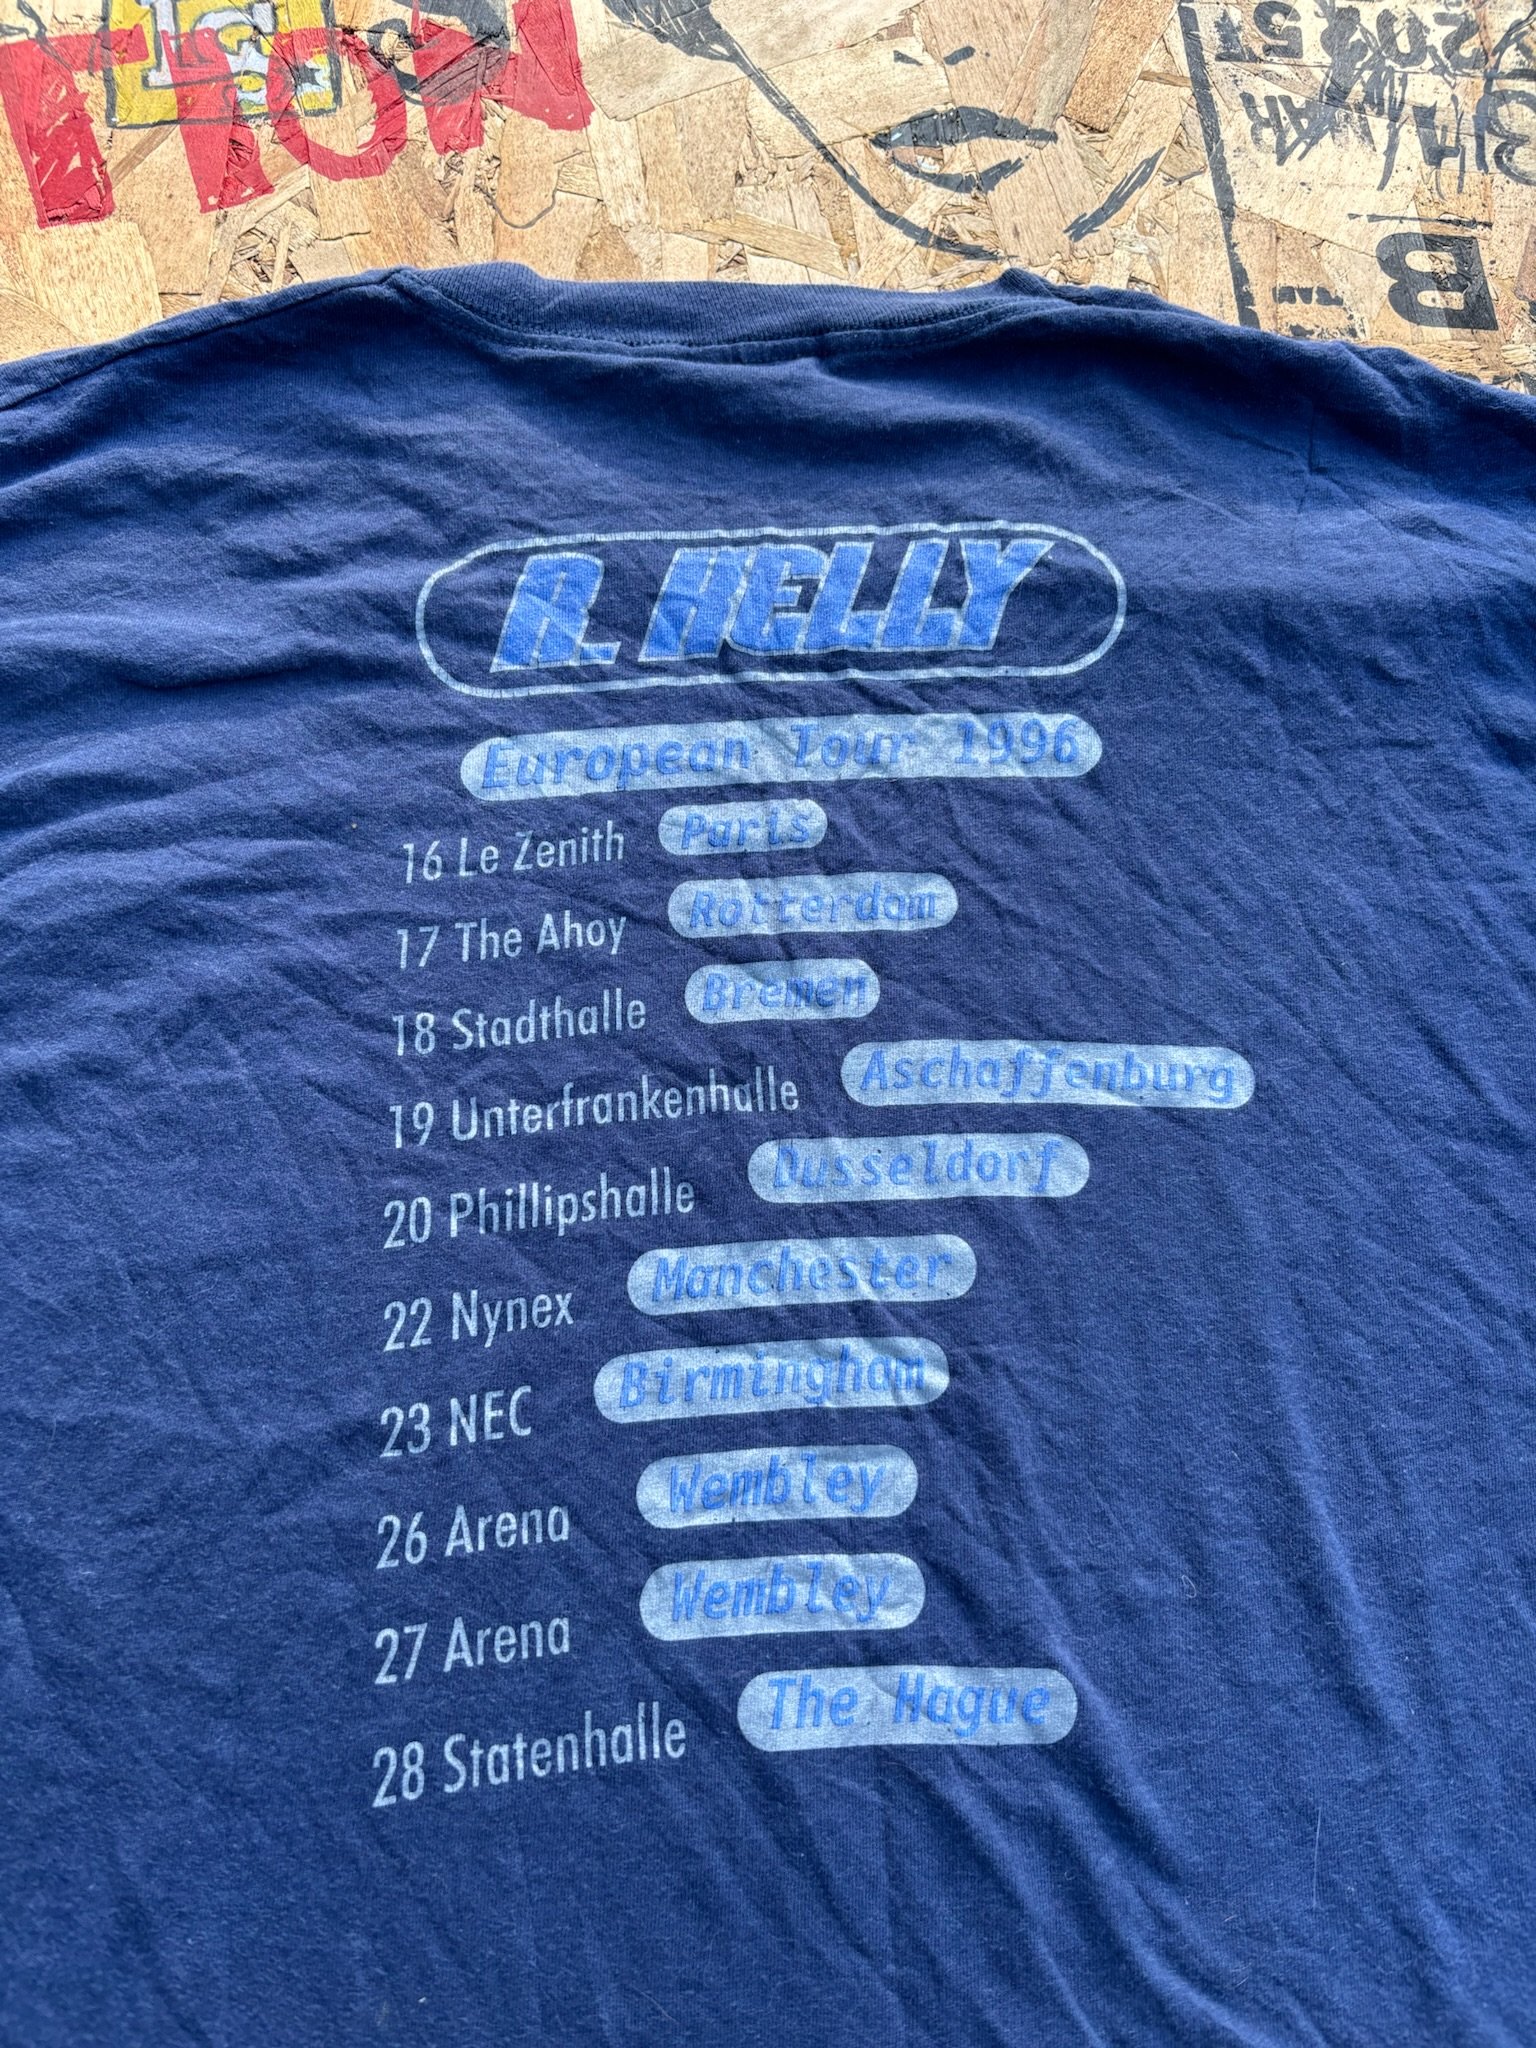 R. KELLY
European Tour 1996
16 Le Zenith Paris
17 The Ahoy Rotterdam
18 Stadthalle Bremen
19 Unterfrankenhalle Aschaffenburg
20 Phillipshalle Dusseldorf
22 Nynex Manchester
23 NEC Birmingham
26 Arena Wembley
27 Arena Wembley
28 Statenhalle The Hague